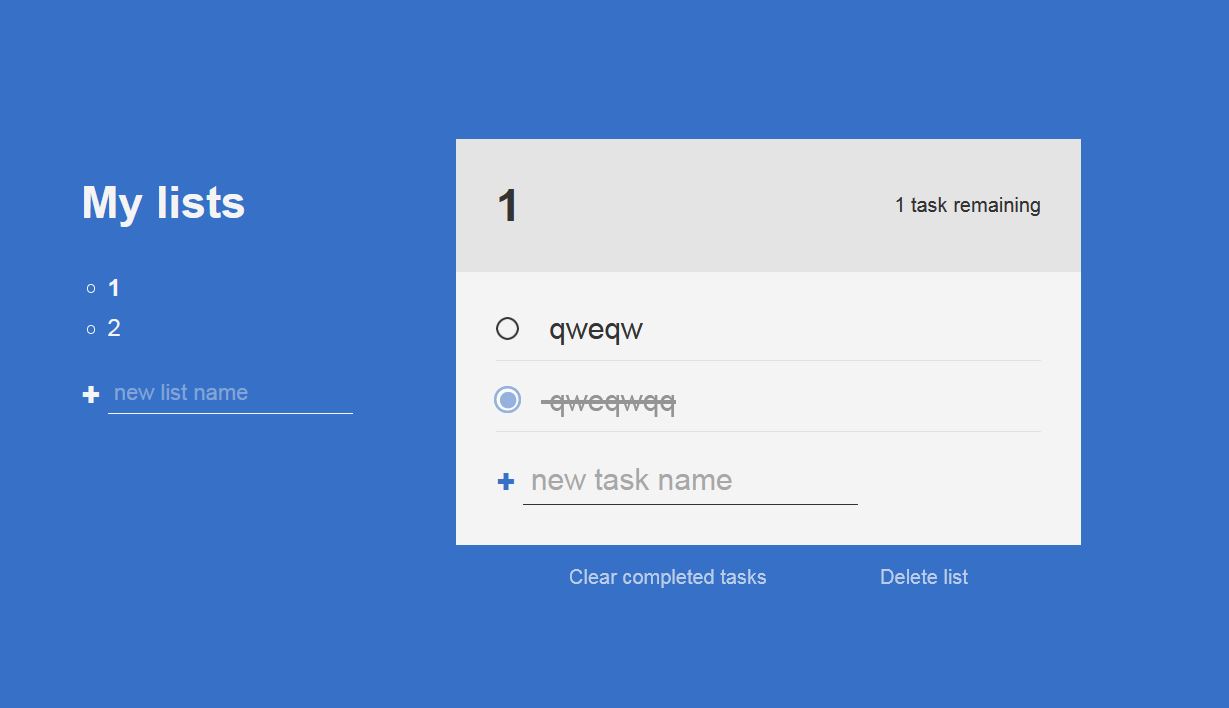 My lists
1
2
+ new list name
1
1 task remaining
qweqw
qweqwqq
+ new task name
Clear completed tasks
Delete list